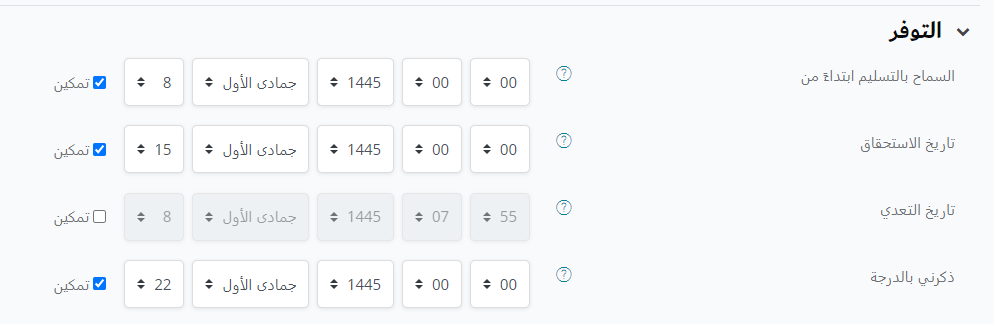 التوفر
السماح بالتسليم ابتداءً من ? 00 00 1445 جمادى الأول 8 تمكين
تاريخ الاستحقاق ? 00 00 1445 جمادى الأول 15 تمكين
تاريخ التعدي ? 55 07 1445 جمادى الأول 8 تمكين
ذكرني بالدرجة ? 00 00 1445 جمادى الأول 22 تمكين